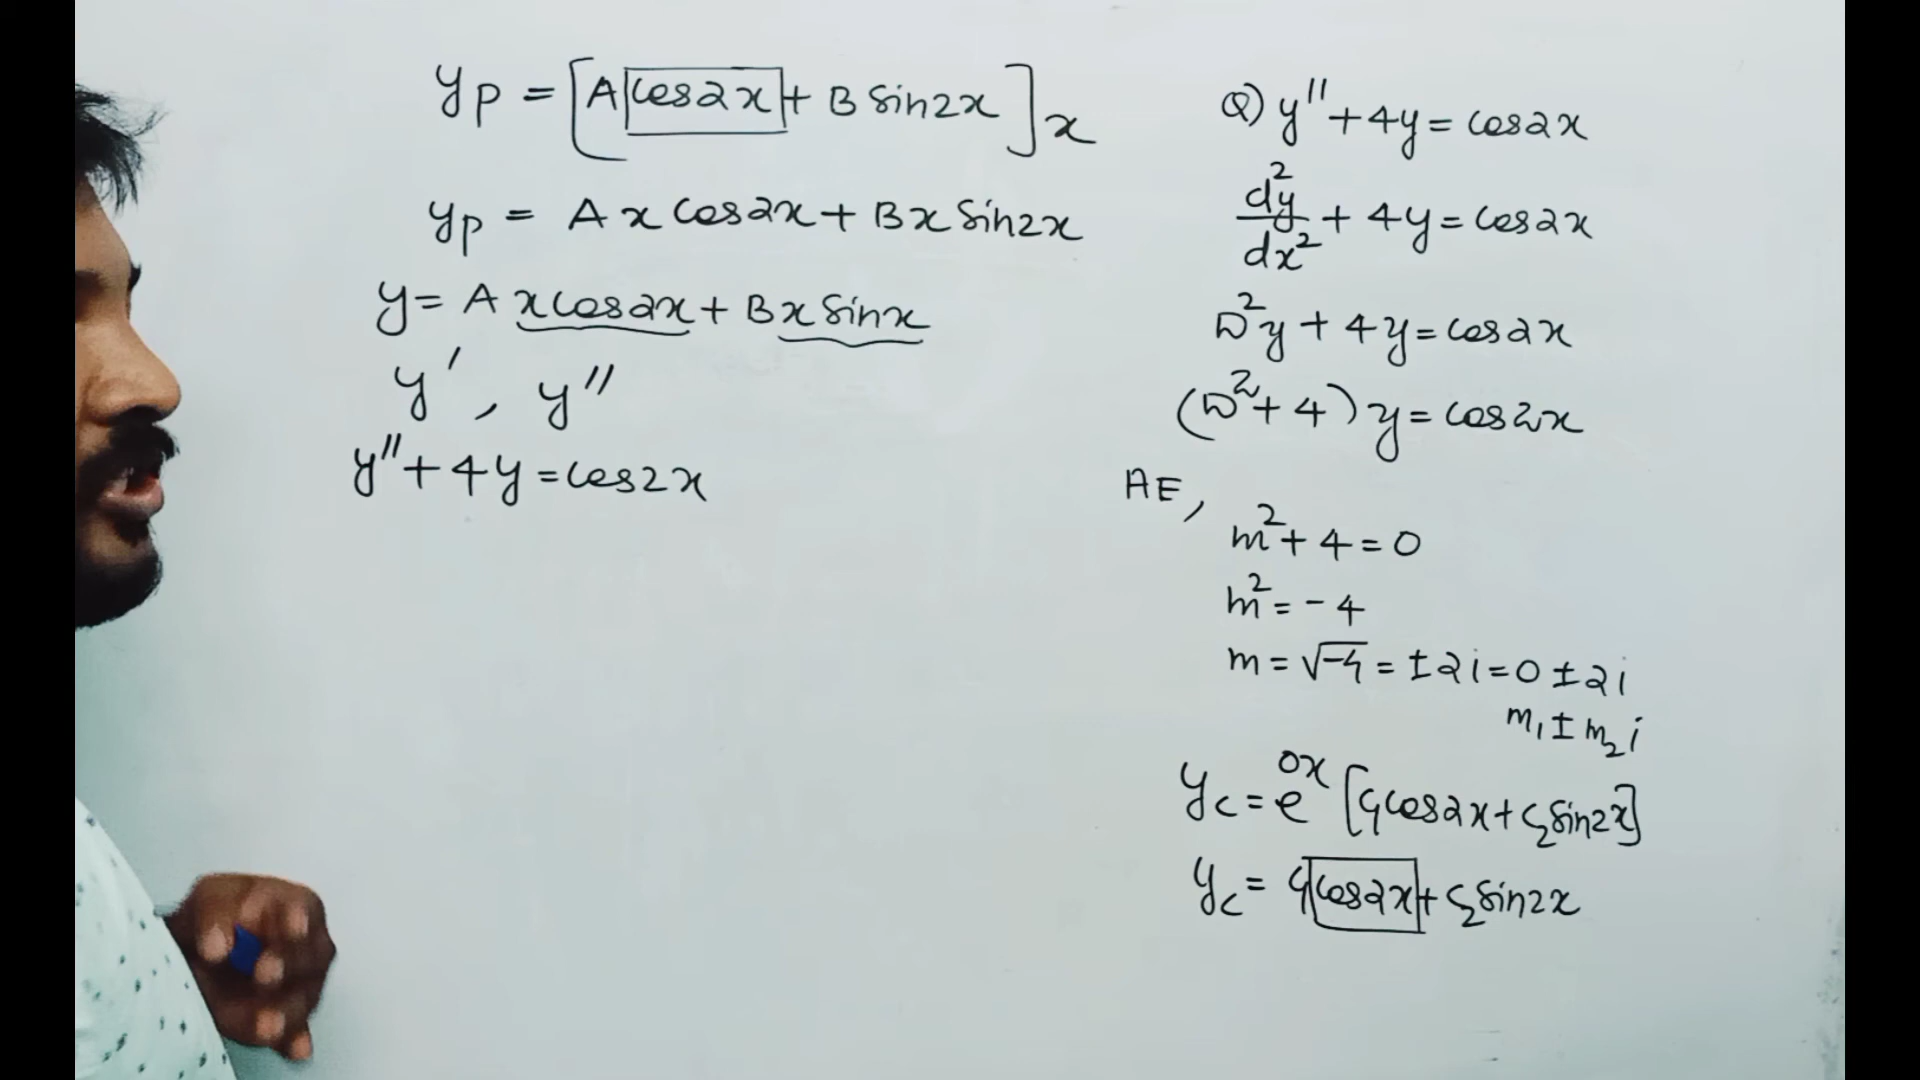 yp = [A cos2x + B sin2x]x
yp = A x cos2x + Bx sin2x
y = A x cos2x + B x sinx
y', y''
y'' + 4y = cos2x
Q) y'' + 4y = cos2x
d²y/dx² + 4y = cos2x
D²y + 4y = cos2x
(D² + 4) y = cos2x
AE,
m² + 4 = 0
m² = - 4
m = √-4 = ± 2i = 0 ± 2i
m₁ ± m₂ i
yc = e^0x [c₁cos2x + c₂sin2x]
yc = c₁cos2x + c₂sin2x